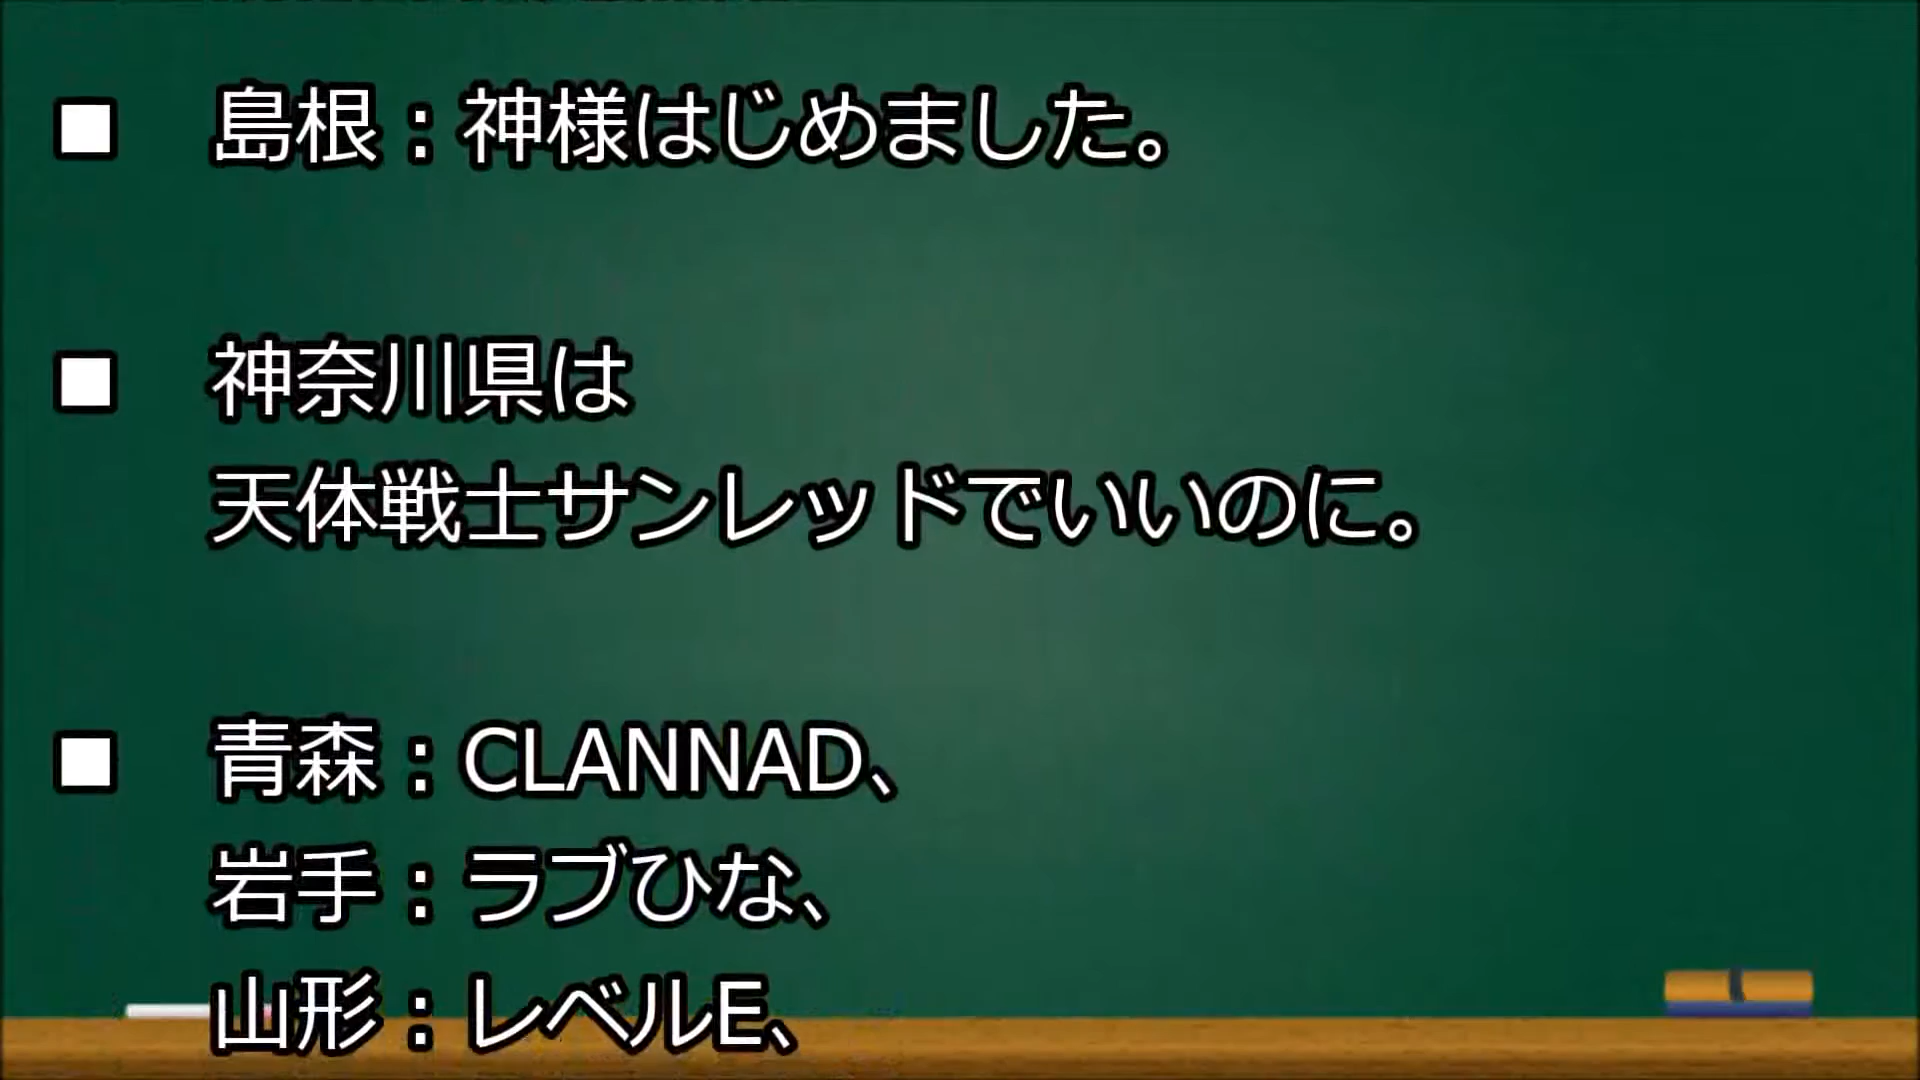 ■ 島根：神様はじめました。
■ 神奈川県は
天体戦士サンレッドでいいのに。
■ 青森：CLANNAD、
岩手：ラブひな、
山形：レベルE、